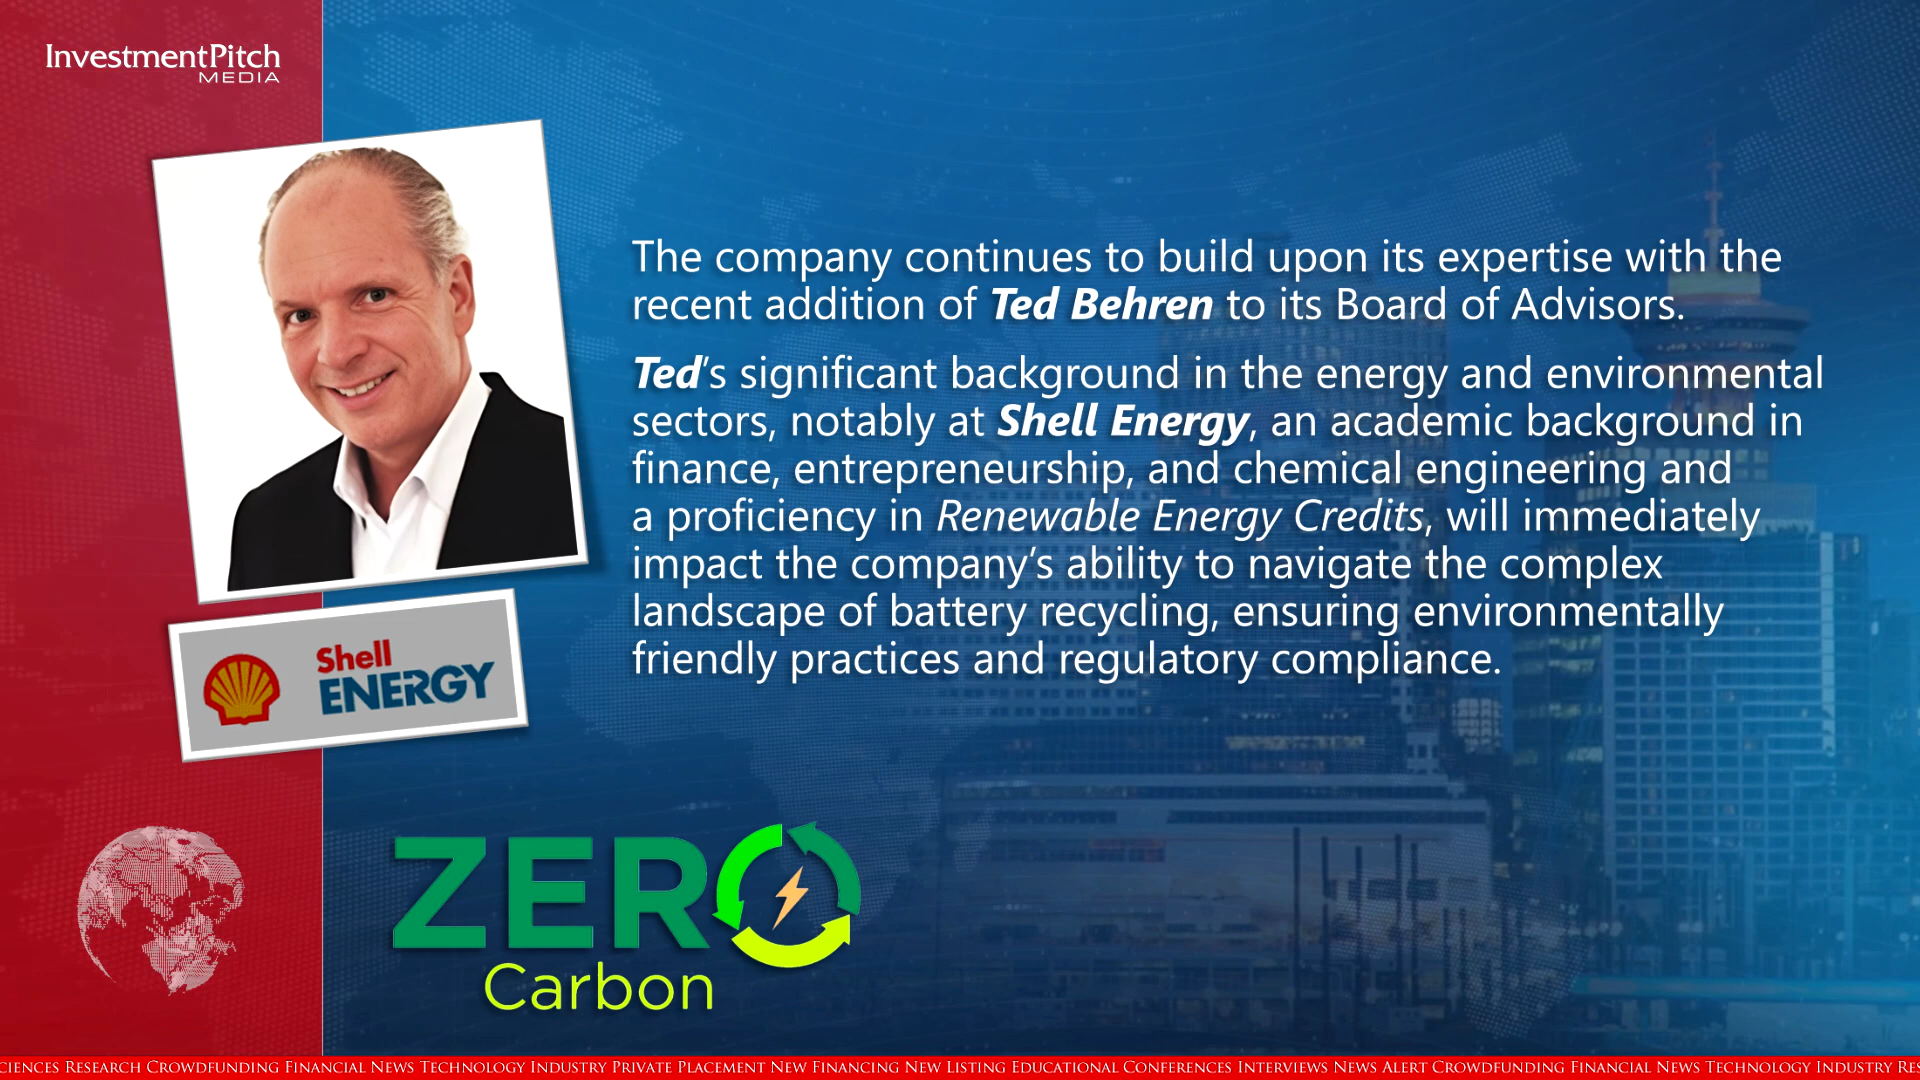 InvestmentPitch
MEDIA
The company continues to build upon its expertise with the
recent addition of Ted Behren to its Board of Advisors.
Ted's significant background in the energy and environmental
sectors, notably at Shell Energy, an academic background in
finance, entrepreneurship, and chemical engineering and
a proficiency in Renewable Energy Credits, will immediately
impact the company's ability to navigate the complex
landscape of battery recycling, ensuring environmentally
friendly practices and regulatory compliance.
Shell
ENERGY
ZERO
Carbon
CIENCES RESEARCH CROWDFUNDING FINANCIAL NEWS TECHNOLOGY INDUSTRY PRIVATE PLACEMENT NEW FINANCING NEW LISTING EDUCATIONAL CONFERENCES INTERVIEWS NEWS ALERT CROWDFUNDING FINANCIAL NEWS TECHNOLOGY INDUSTRY RES